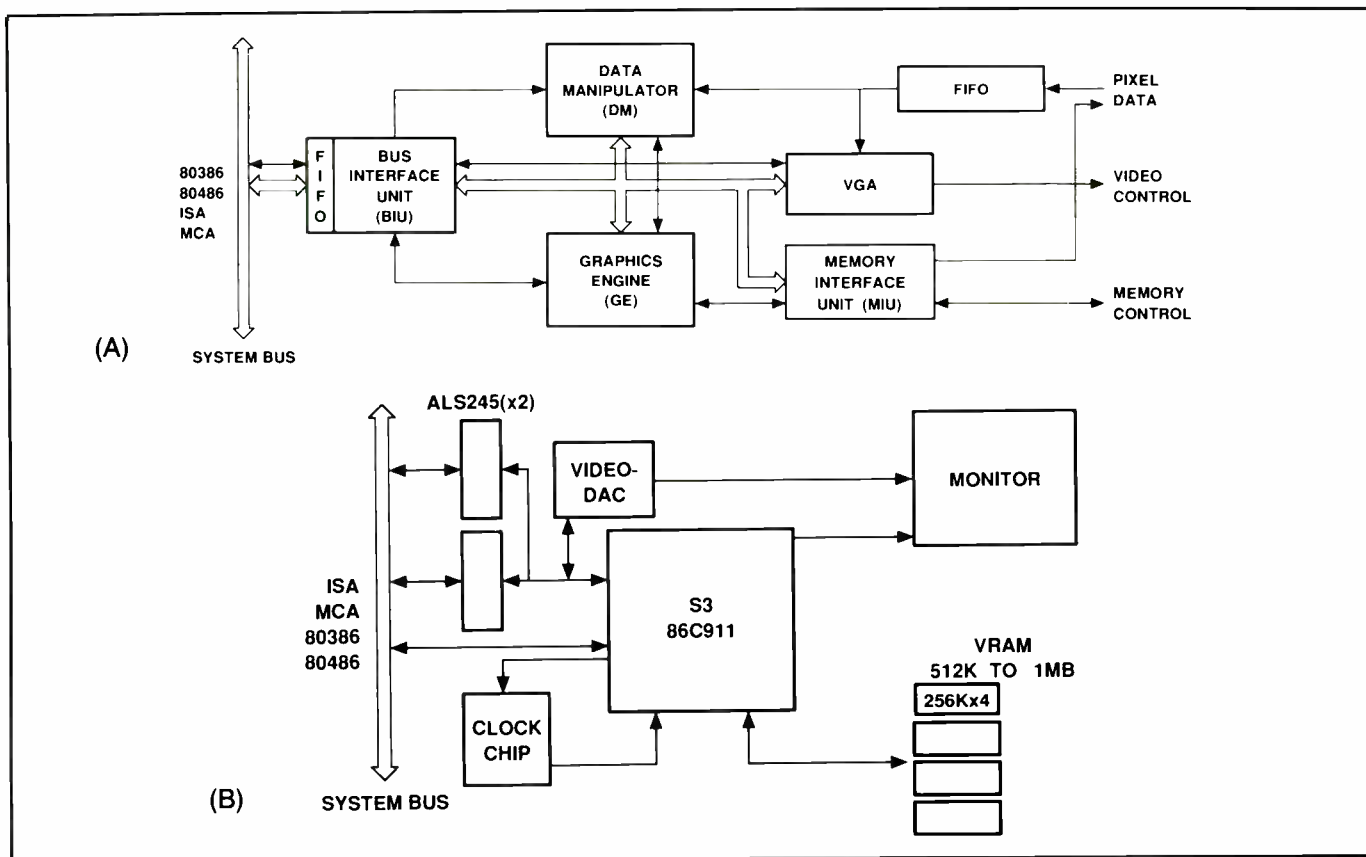 DATA
MANIPULATOR
(DM)
FIFO
PIXEL
DATA
F
I
F
O
BUS
INTERFACE
UNIT
(BIU)
80386
80486
ISA
MCA
VGA
VIDEO
CONTROL
GRAPHICS
ENGINE
(GE)
MEMORY
INTERFACE
UNIT (MIU)
MEMORY
CONTROL
(A)
SYSTEM BUS
ALS245(x2)
VIDEO-
DAC
MONITOR
ISA
MCA
80386
80486
S3
86C911
VRAM
512K TO 1MB
256Kx4
CLOCK
CHIP
(B)
SYSTEM BUS